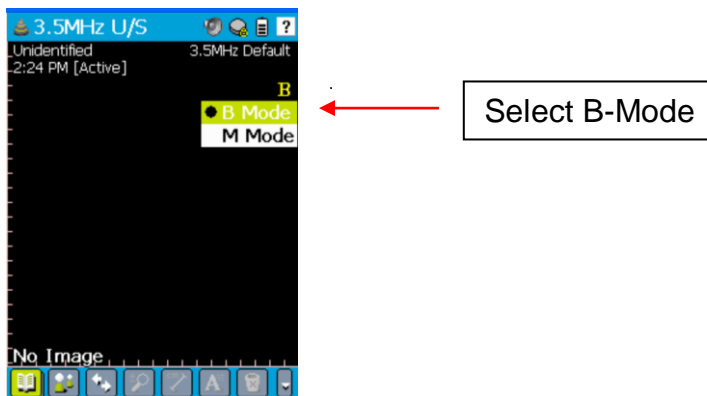 3.5MHz U/S ?
Unidentified 3.5MHz Default
2:24 PM [Active]
B
B Mode
M Mode
Select B-Mode
No Image
A